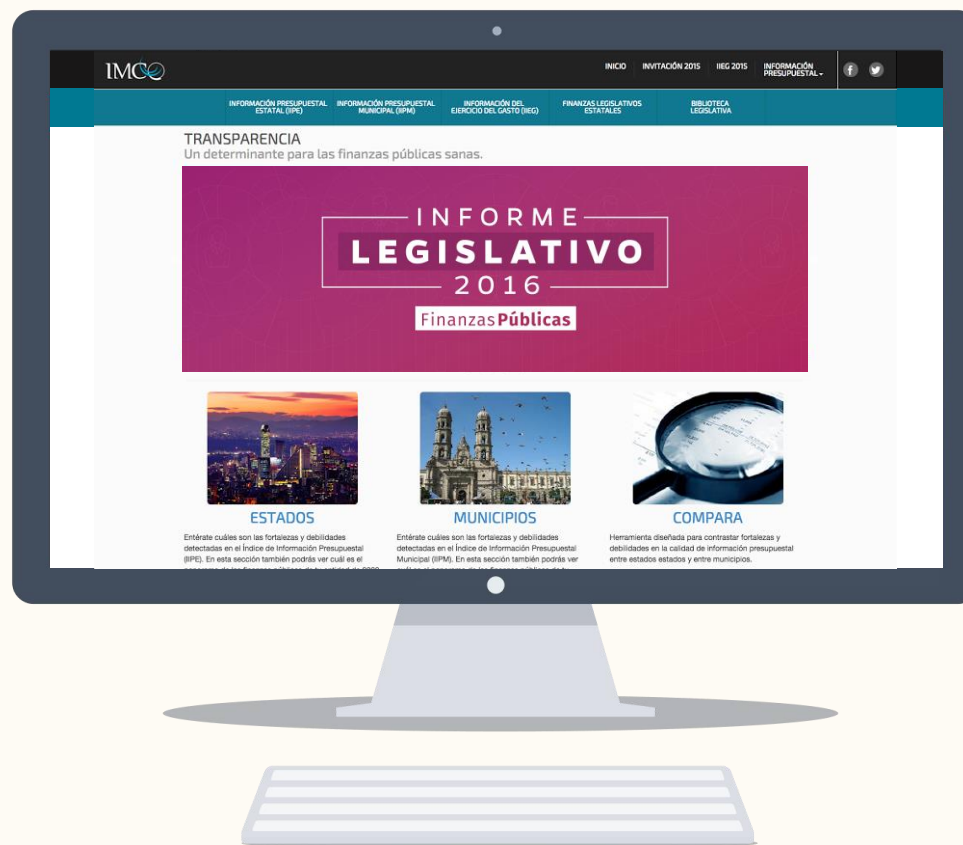 IMCO
INICIO INVITACIÓN 2015 IIEG 2015 INFORMACIÓN
PRESUPUESTAL
INFORMACIÓN PRESUPUESTAL
ESTATAL (IIPE)
INFORMACIÓN PRESUPUESTAL
MUNICIPAL (IIPM)
INFORMACIÓN DEL
EJERCICIO DEL GASTO (IIEG)
FINANZAS LEGISLATIVOS
ESTATALES
BIBLIOTECA
LEGISLATIVA
TRANSPARENCIA
Un determinante para las finanzas públicas sanas.
INFORME
LEGISLATIVO
2016
Finanzas Públicas
ESTADOS
Entérate cuáles son las fortalezas y debilidades
detectadas en el Índice de Información Presupuestal
(IIPE). En esta sección también podrás ver cuál es el
MUNICIPIOS
Entérate cuáles son las fortalezas y debilidades
detectadas en el Índice de Información Presupuestal
Municipal (IIPM). En esta sección también podrás ver
COMPARA
Herramienta diseñada para contrastar fortalezas y
debilidades en la calidad de información presupuestal
entre estados estados y entre municipios.